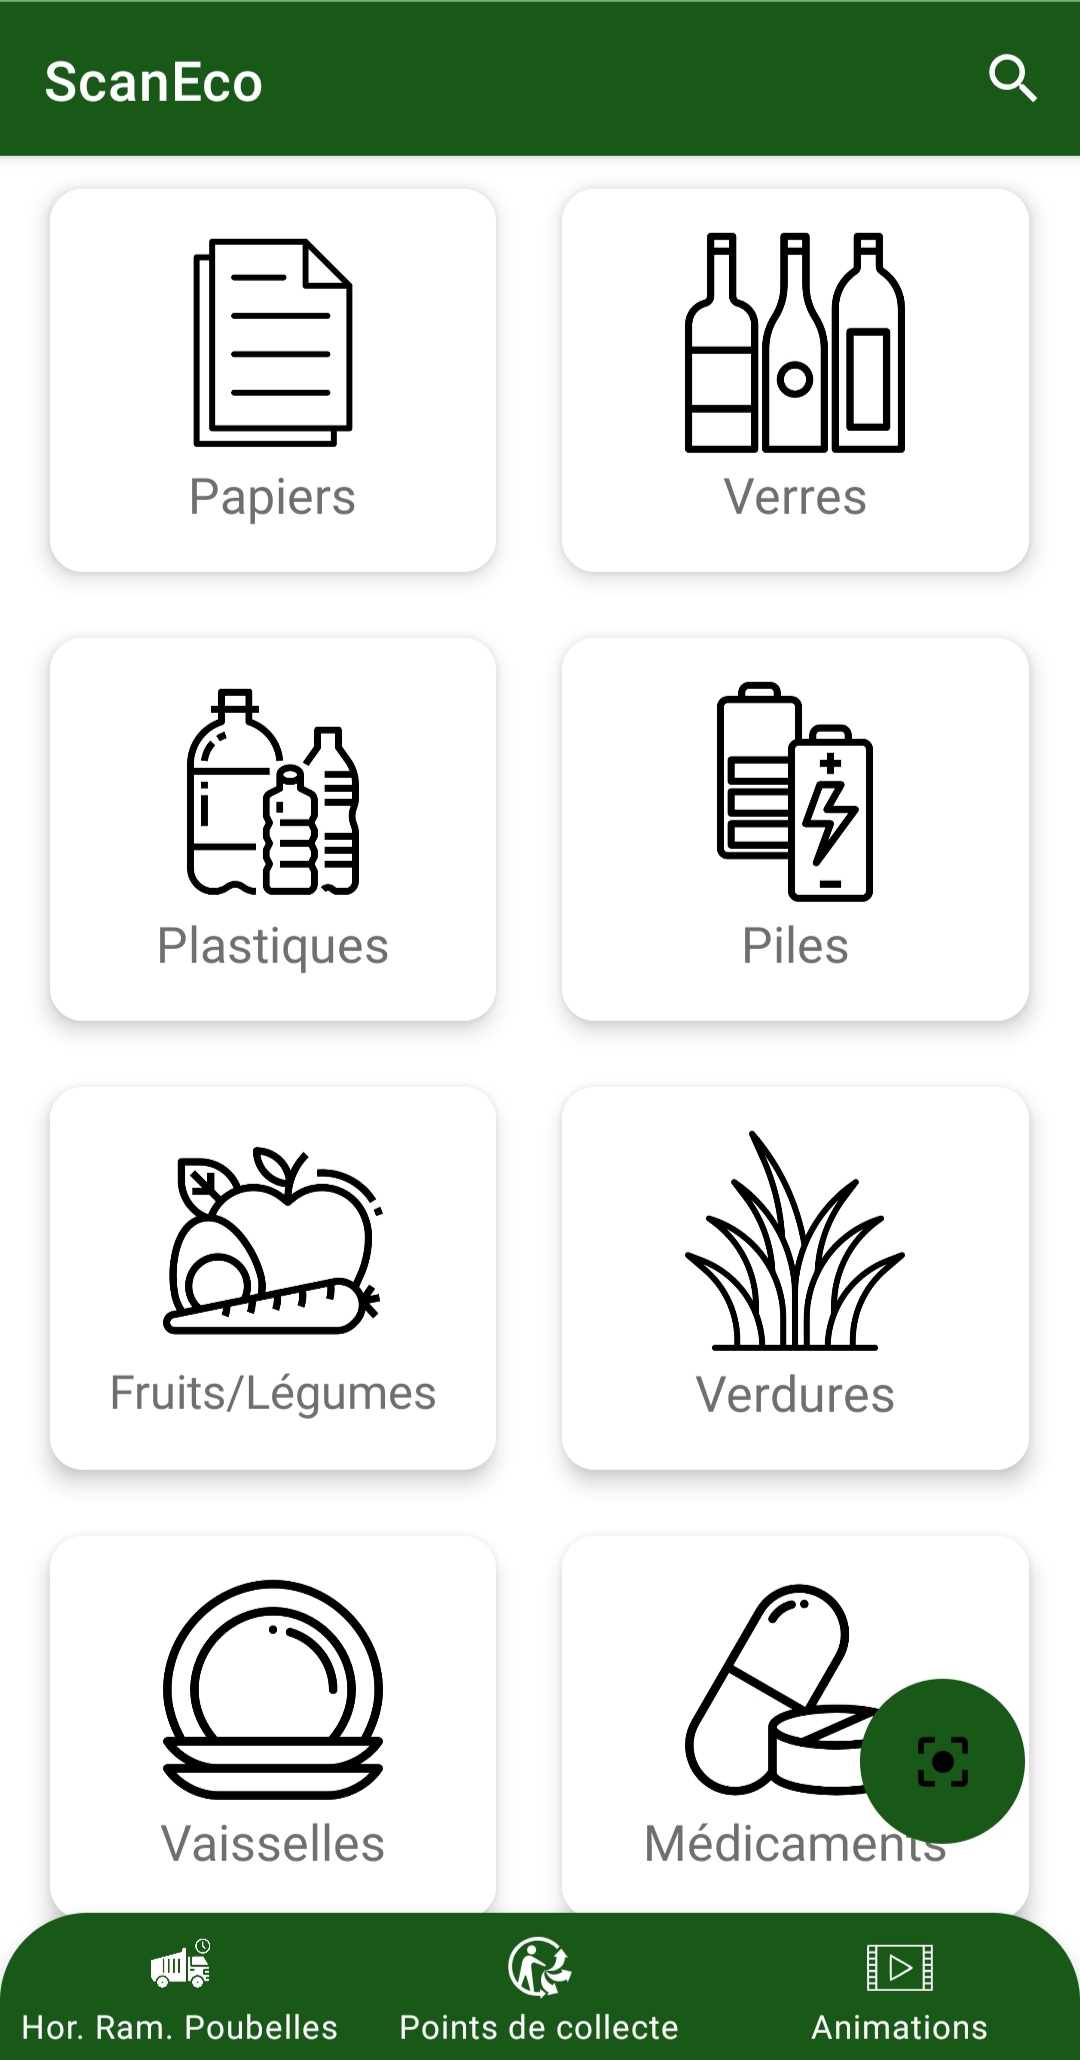 ScanEco
Papiers
Verres
Plastiques
Piles
Fruits/Légumes
Verdures
Vaisselles
Médicaments
Hor. Ram. Poubelles
Points de collecte
Animations